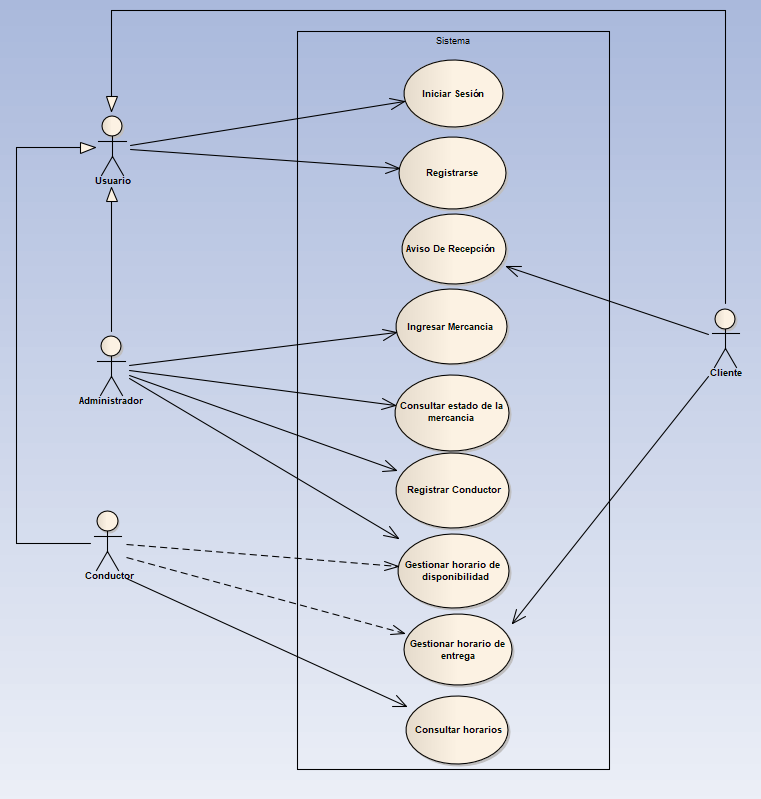 Sistema
Iniciar Sesión
Registrarse
Usuario
Aviso De Recepción
Ingresar Mercancia
Cliente
Administrador
Consultar estado de la
mercancia
Registrar Conductor
Conductor
Gestionar horario de
disponibilidad
Gestionar horario de
entrega
Consultar horarios